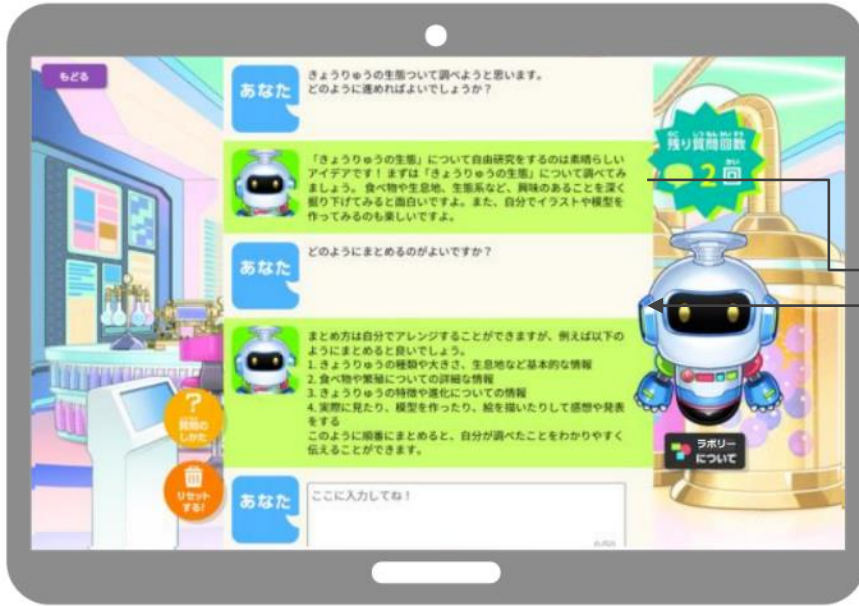 もどる
あなた
きょうりゅうの生態ついて調べようと思います。
どのように進めればよいでしょうか？
「きょうりゅうの生態」について自由研究をするのは素晴らしい
アイデアです！ まずは「きょうりゅうの生態」について調べてみ
ましょう。 食べ物や生息地、生態系など、興味のあることを深く
掘り下げてみると面白いですよ。また、自分でイラストや模型を
作ってみるのも楽しいですよ。
あなた
どのようにまとめるのがよいですか？
まとめ方は自分でアレンジすることができますが、例えば以下の
ようにまとめると良いでしょう。
1. きょうりゅうの種類や大きさ、生息地など基本的な情報
2. 食べ物や繁殖についての詳細な情報
3. きょうりゅうの特徴や進化についての情報
4. 実際に見たり、模型を作ったり、絵を描いたりして感想や発表
をする
このように順番にまとめると、自分が調べたことをわかりやすく
伝えることができます。
あなた
ここに入力してね！
残り質問回数
2回
?
質問の
しかた
リセット
する!
ラボリー
について